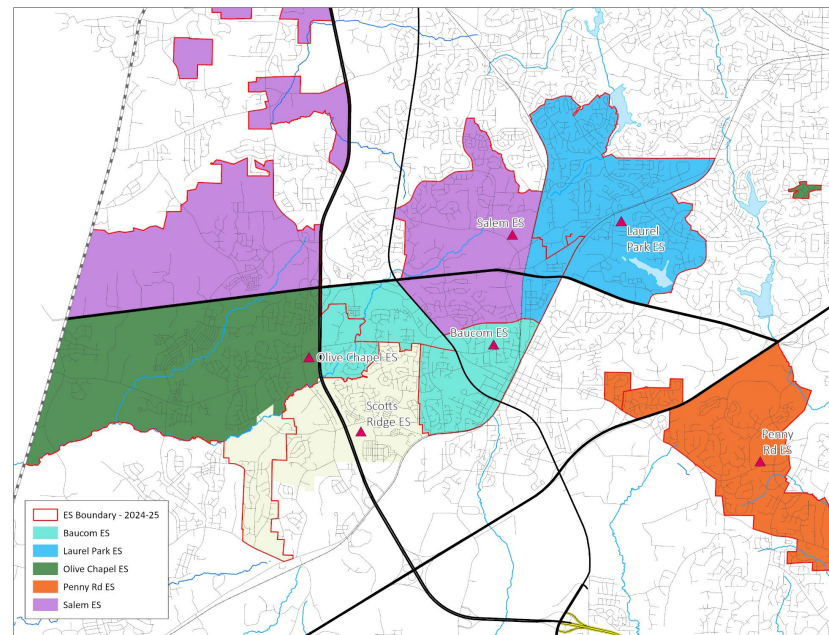 Salem ES
Laurel
Park ES
Baucom ES
Olive Chapel ES
Scotts
Ridge ES
Penny
Rd ES
ES Boundary - 2024-25
Baucom ES
Laurel Park ES
Olive Chapel ES
Penny Rd ES
Salem ES